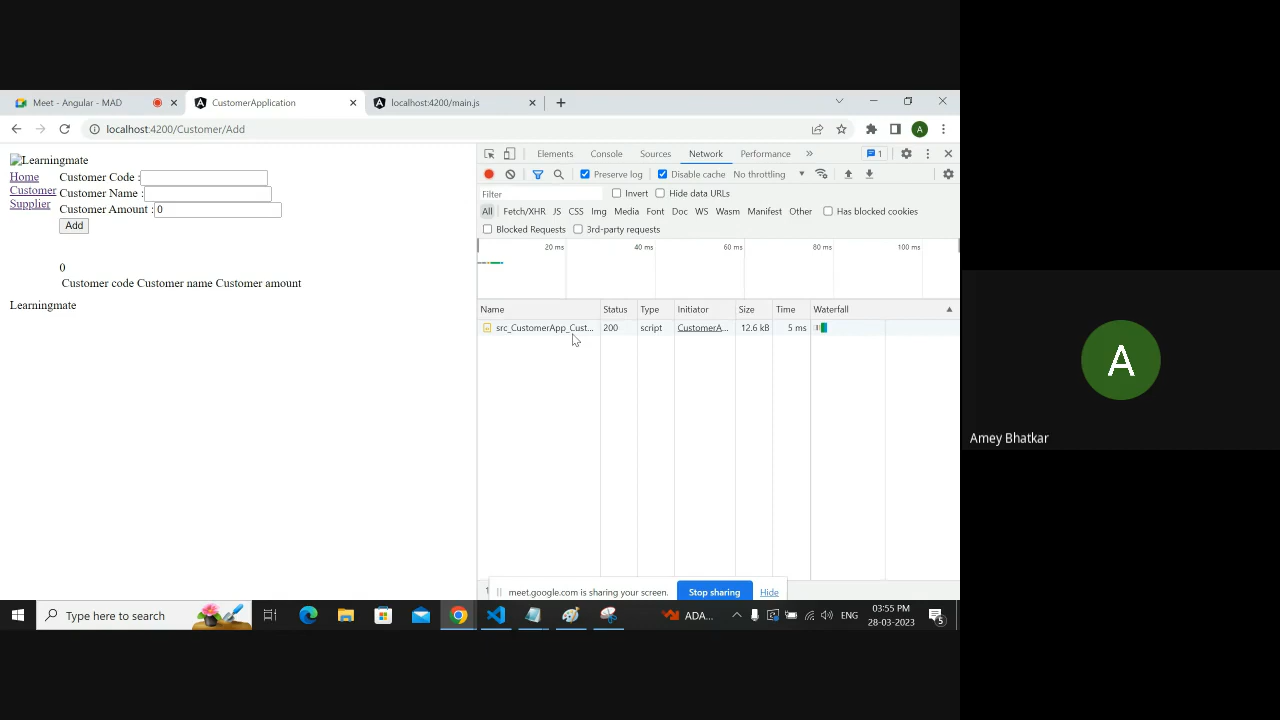 Meet - Angular - MAD
CustomerApplication
localhost:4200/main.js
localhost:4200/Customer/Add
A
Learningmate
Home
Customer
Supplier
Customer Code :
Customer Name :
Customer Amount : 0
Add
0
Customer code Customer name Customer amount
Learningmate
Elements Console Sources Network Performance » 1
Preserve log Disable cache No throttling
Filter Invert Hide data URLs
All Fetch/XHR JS CSS Img Media Font Doc WS Wasm Manifest Other Has blocked cookies
Blocked Requests 3rd-party requests
20 ms 40 ms 60 ms 80 ms 100 ms
Name Status Type Initiator Size Time Waterfall
src_CustomerApp_Cust... 200 script CustomerA... 12.6 kB 5 ms
meet.google.com is sharing your screen. Stop sharing Hide
Type here to search
ADA...
ENG
03:55 PM
28-03-2023
5
A
Amey Bhatkar